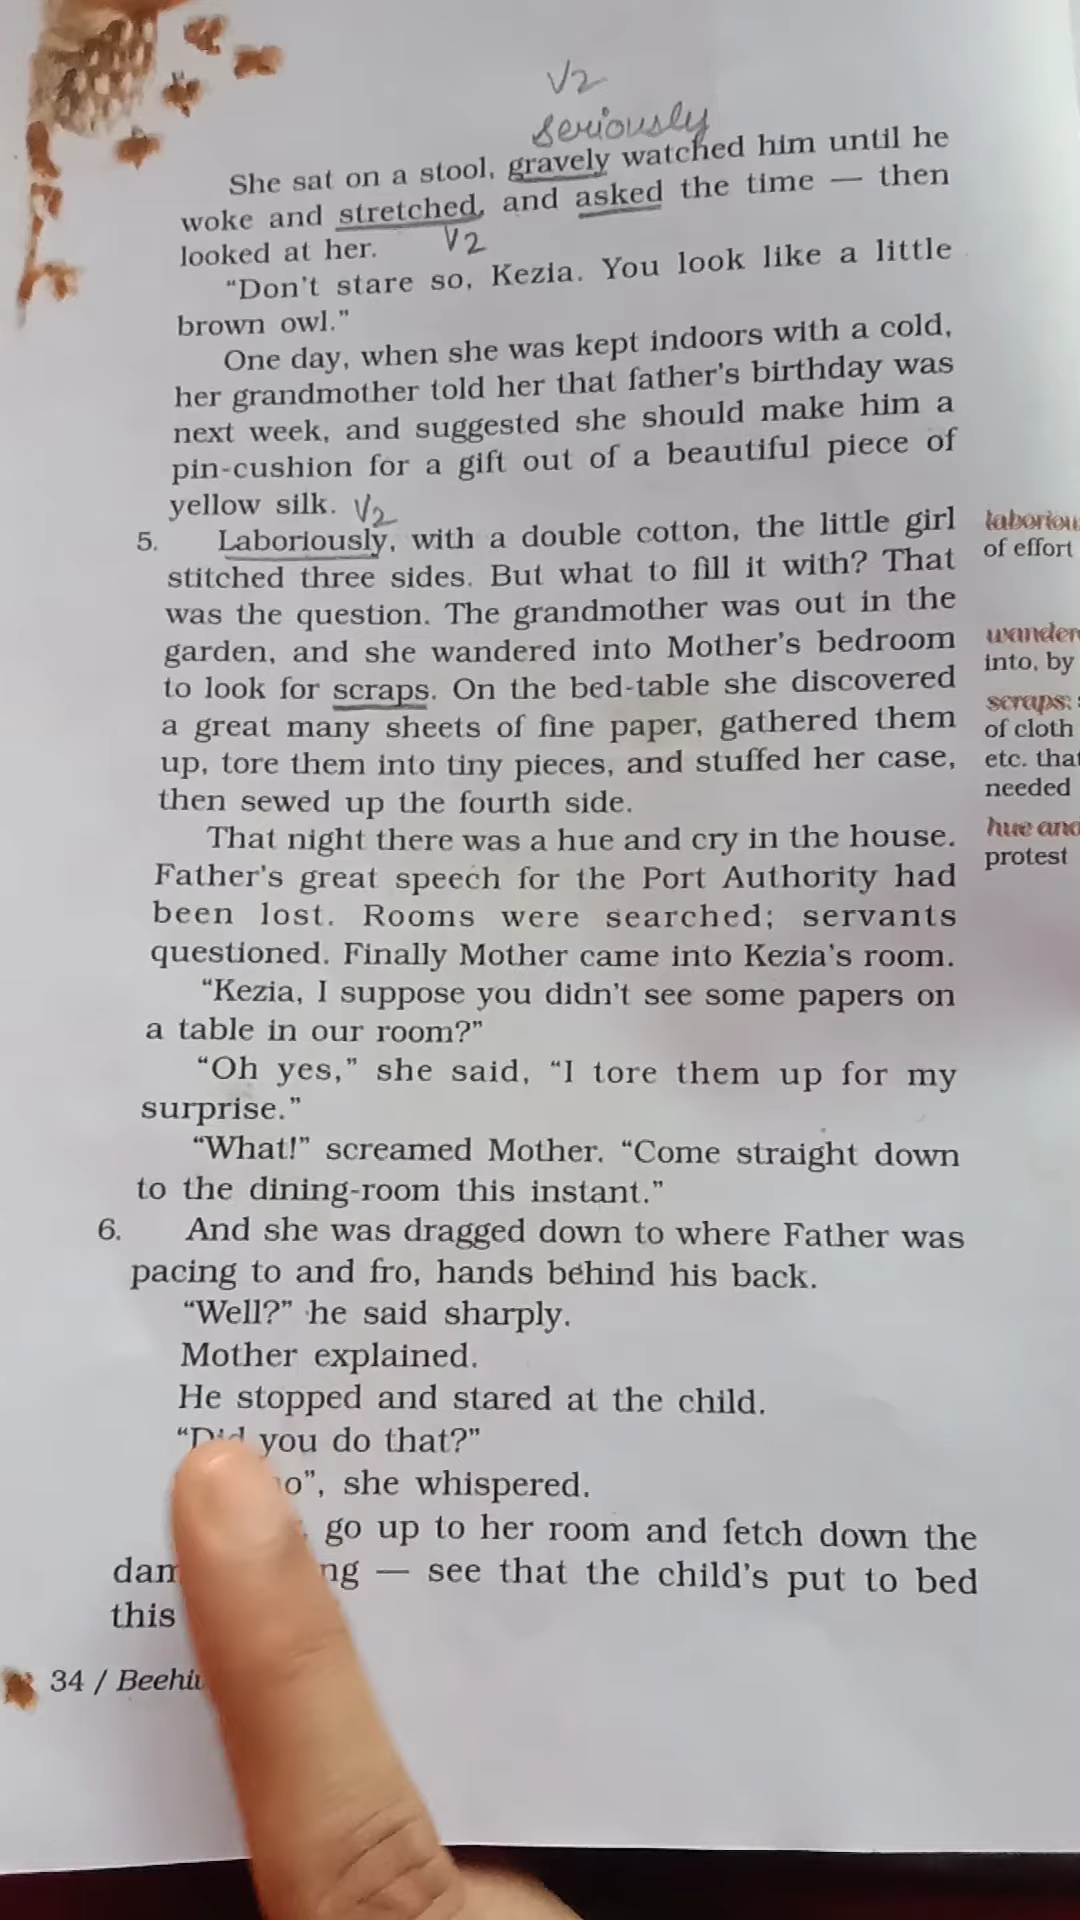 V2
seriously
She sat on a stool, gravely watched him until he
woke and stretched, and asked the time — then
looked at her. V2
“Don't stare so, Kezia. You look like a little
brown owl.”
One day, when she was kept indoors with a cold,
her grandmother told her that father's birthday was
next week, and suggested she should make him a
pin-cushion for a gift out of a beautiful piece of
yellow silk. V2
5. Laboriously, with a double cotton, the little girl
stitched three sides. But what to fill it with? That
was the question. The grandmother was out in the
garden, and she wandered into Mother's bedroom
to look for scraps. On the bed-table she discovered
a great many sheets of fine paper, gathered them
up, tore them into tiny pieces, and stuffed her case,
then sewed up the fourth side.
That night there was a hue and cry in the house.
Father's great speech for the Port Authority had
been lost. Rooms were searched; servants
questioned. Finally Mother came into Kezia's room.
“Kezia, I suppose you didn't see some papers on
a table in our room?”
“Oh yes,” she said, “I tore them up for my
surprise.”
“What!” screamed Mother. “Come straight down
to the dining-room this instant.”
6. And she was dragged down to where Father was
pacing to and fro, hands behind his back.
“Well?” he said sharply.
Mother explained.
He stopped and stared at the child.
“Did you do that?”
she whispered.
go up to her room and fetch down the
— see that the child's put to bed
this
34 /
of effort
into, by
scraps:
of cloth
etc.
needed
hue
protest